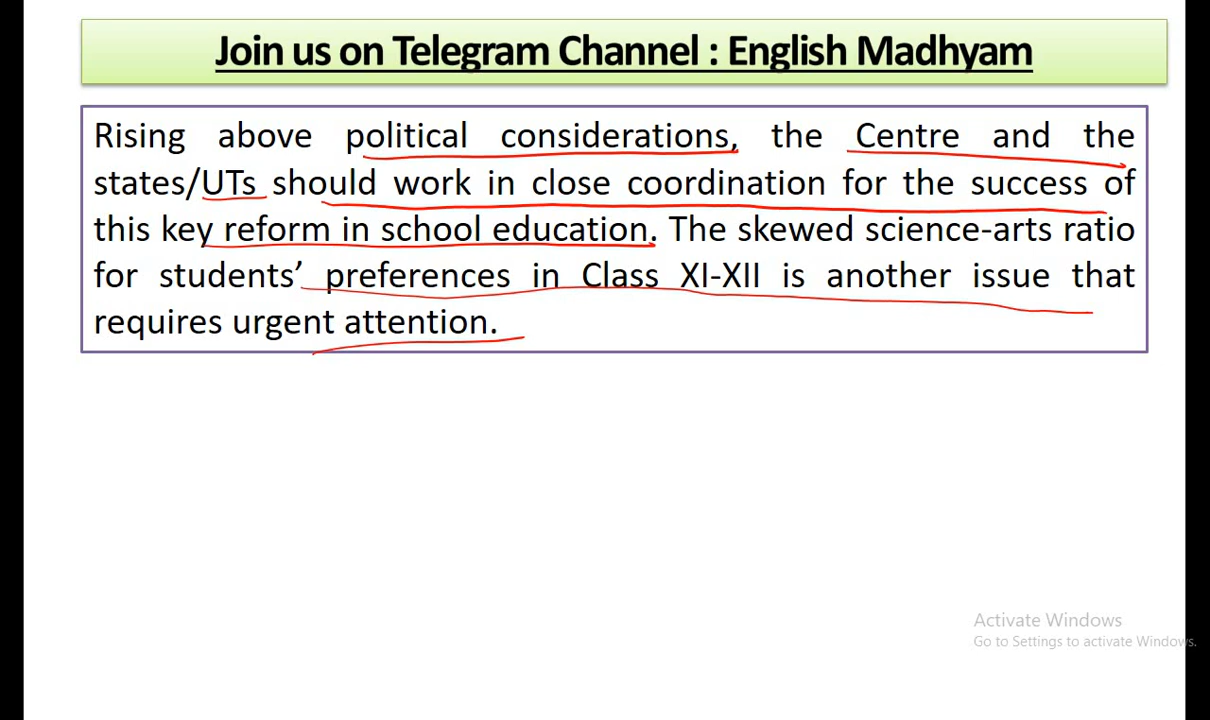 Join us on Telegram Channel : English Madhyam
Rising above political considerations, the Centre and the
states/UTs should work in close coordination for the success of
this key reform in school education. The skewed science-arts ratio
for students’ preferences in Class XI-XII is another issue that
requires urgent attention.
Activate Windows
Go to Settings to activate Windows.